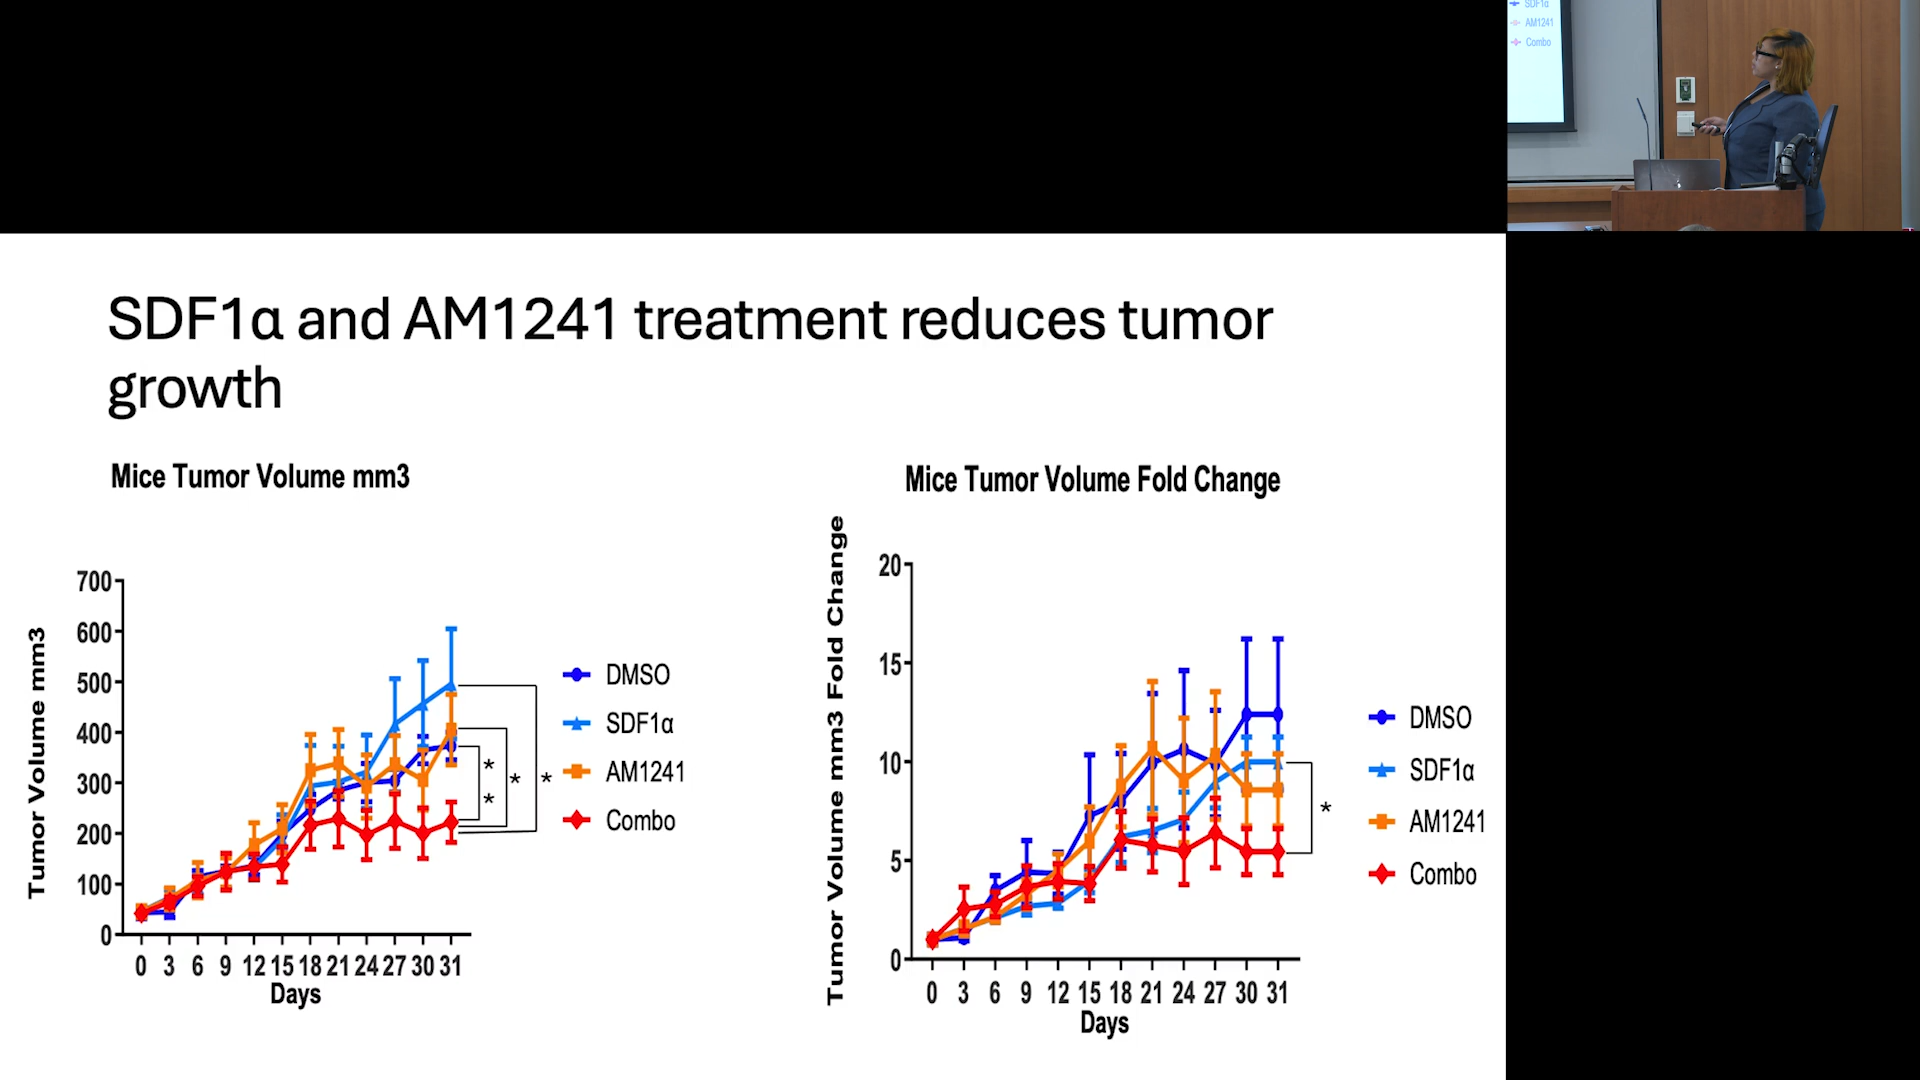 SDF1α
AM1241
Combo
SDF1α and AM1241 treatment reduces tumor
growth
Mice Tumor Volume mm3
Tumor Volume mm3
700
600
500
400
300
200
100
0
0 3 6 9 12 15 18 21 24 27 30 31
Days
* * * *
DMSO
SDF1α
AM1241
Combo
Mice Tumor Volume Fold Change
Tumor Volume mm3 Fold Change
20
15
10
5
0
0 3 6 9 12 15 18 21 24 27 30 31
Days
*
DMSO
SDF1α
AM1241
Combo